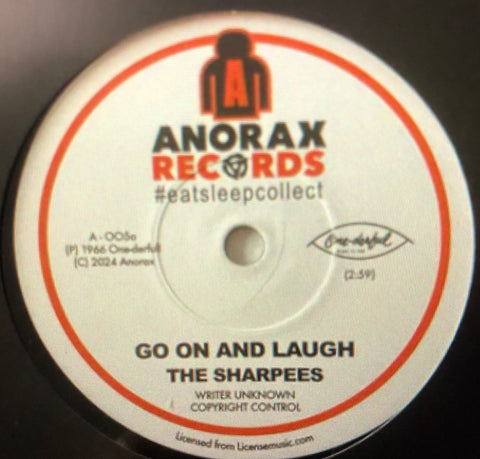 A
ANORAX
RECORDS
#eatsleepcollect
A - 005a
(P) 1966 One-derful!
(C) 2024 Anorax
One-derful!
(2:59)
GO ON AND LAUGH
THE SHARPEES
WRITER UNKNOWN
COPYRIGHT CONTROL
Licensed from Licensemusic.com